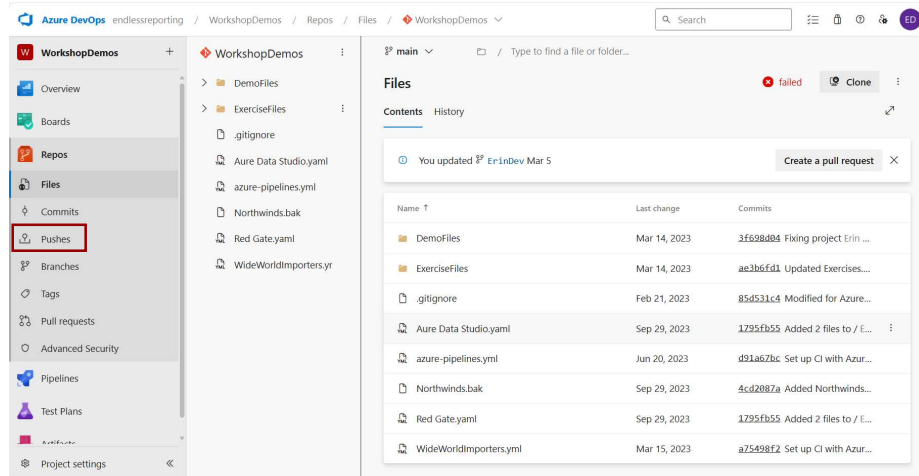 Azure DevOps endlessreporting / WorkshopDemos / Repos / Files / WorkshopDemos
Search
ED
W WorkshopDemos +
Overview
Boards
Repos
Files
Commits
Pushes
Branches
Tags
Pull requests
Advanced Security
Pipelines
Test Plans
Artifacts
Project settings
WorkshopDemos
DemoFiles
ExerciseFiles
.gitignore
Aure Data Studio.yaml
azure-pipelines.yml
Northwinds.bak
Red Gate.yaml
WideWorldImporters.yr
main / Type to find a file or folder...
Files
failed
Clone
Contents History
You updated ErinDev Mar 5
Create a pull request
Name ↑ Last change Commits
DemoFiles Mar 14, 2023 3f698d04 Fixing project Erin ...
ExerciseFiles Mar 14, 2023 ae3b6fd1 Updated Exercises....
.gitignore Feb 21, 2023 85d531c4 Modified for Azure...
Aure Data Studio.yaml Sep 29, 2023 1795fb55 Added 2 files to / E...
azure-pipelines.yml Jun 20, 2023 d91a67bc Set up CI with Azur...
Northwinds.bak Sep 29, 2023 4cd2087a Added Northwinds...
Red Gate.yaml Sep 29, 2023 1795fb55 Added 2 files to / E...
WideWorldImporters.yml Mar 15, 2023 a75498f2 Set up CI with Azur...